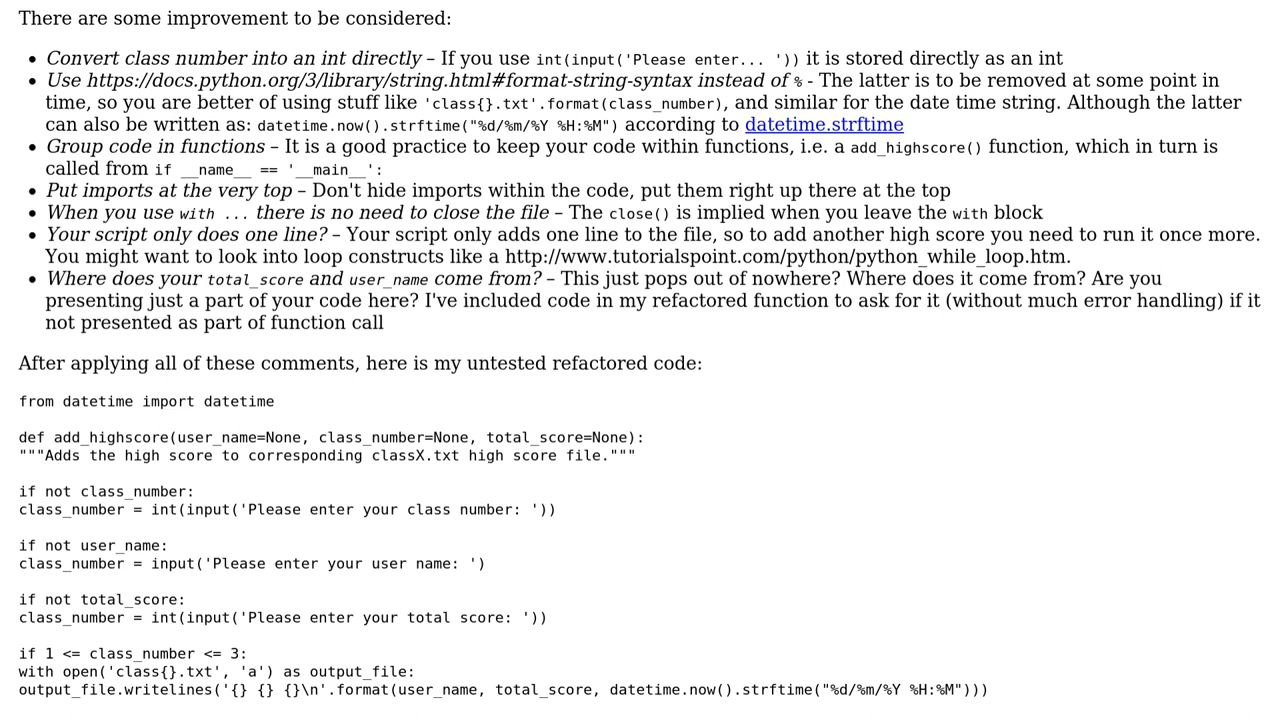 There are some improvement to be considered:
• Convert class number into an int directly – If you use int(input('Please enter... ')) it is stored directly as an int
• Use https://docs.python.org/3/library/string.html#format-string-syntax instead of % - The latter is to be removed at some point in
time, so you are better of using stuff like 'class{}.txt'.format(class_number), and similar for the date time string. Although the latter
can also be written as: datetime.now().strftime("%d/%m/%Y %H:%M") according to datetime.strftime
• Group code in functions – It is a good practice to keep your code within functions, i.e. a add_highscore() function, which in turn is
called from if __name__ == '__main__':
• Put imports at the very top – Don't hide imports within the code, put them right up there at the top
• When you use with ... there is no need to close the file – The close() is implied when you leave the with block
• Your script only does one line? – Your script only adds one line to the file, so to add another high score you need to run it once more.
You might want to look into loop constructs like a http://www.tutorialspoint.com/python/python_while_loop.htm.
• Where does your total_score and user_name come from? – This just pops out of nowhere? Where does it come from? Are you
presenting just a part of your code here? I've included code in my refactored function to ask for it (without much error handling) if it
not presented as part of function call
After applying all of these comments, here is my untested refactored code:
from datetime import datetime
def add_highscore(user_name=None, class_number=None, total_score=None):
"""Adds the high score to corresponding classX.txt high score file."""
if not class_number:
class_number = int(input('Please enter your class number: '))
if not user_name:
class_number = input('Please enter your user name: ')
if not total_score:
class_number = int(input('Please enter your total score: '))
if 1 <= class_number <= 3:
with open('class{}.txt', 'a') as output_file:
output_file.writelines('{} {} {}\n'.format(user_name, total_score, datetime.now().strftime("%d/%m/%Y %H:%M")))